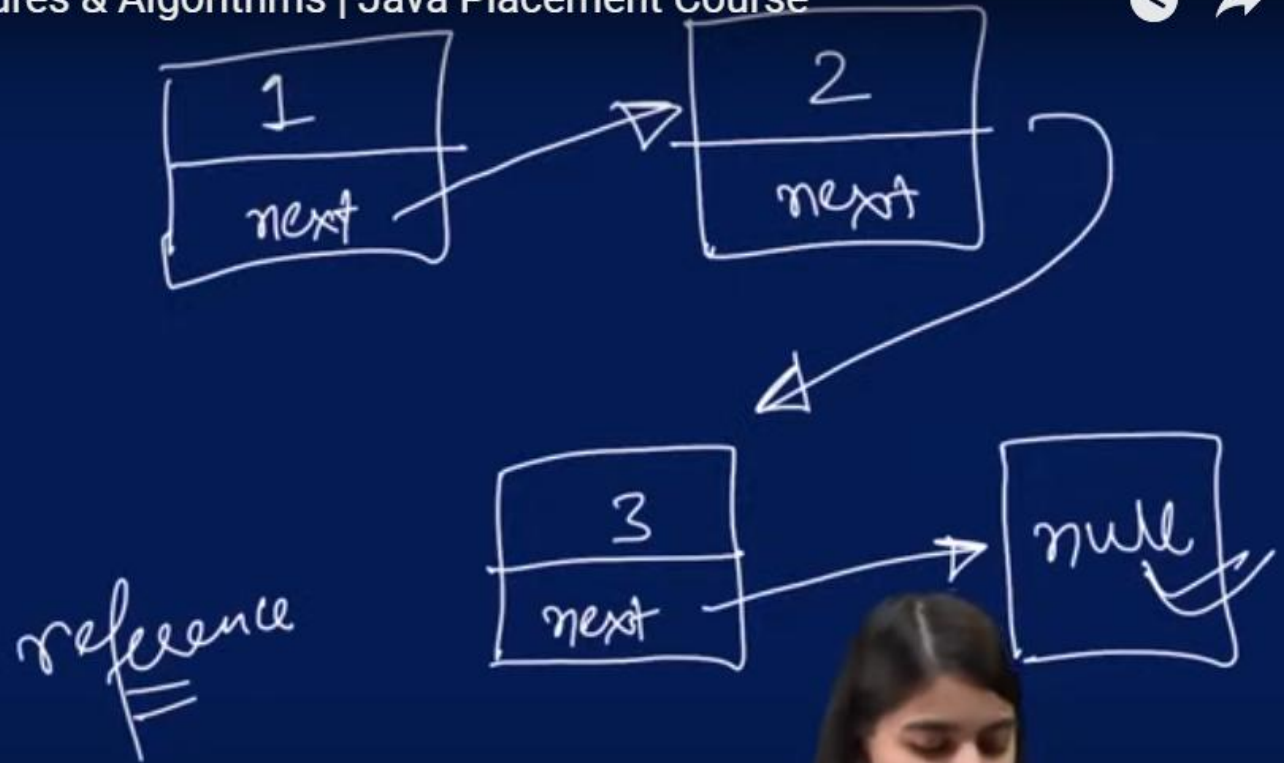 ures & Algorithms | Java Placement Course
1
next
2
next
3
next
null
reference